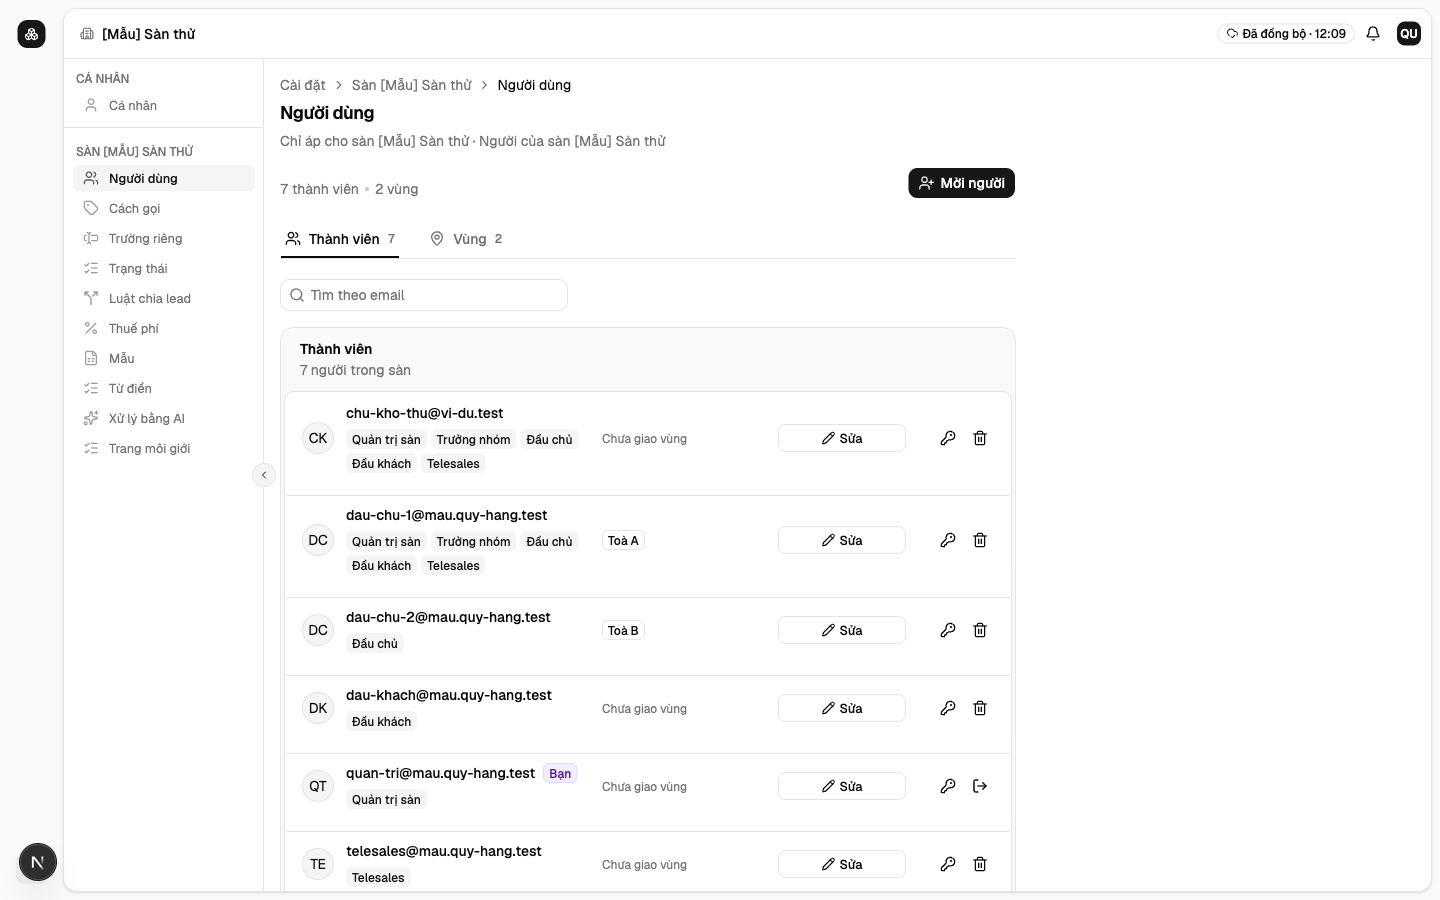 [Mẫu] Sàn thử
Đã đồng bộ · 12:09
QU
CÁ NHÂN
Cá nhân
SÀN [MẪU] SÀN THỬ
Người dùng
Cách gọi
Trường riêng
Trạng thái
Luật chia lead
Thuế phí
Mẫu
Từ điển
Xử lý bằng AI
Trang môi giới
N
Cài đặt > Sàn [Mẫu] Sàn thử > Người dùng
Người dùng
Chỉ áp cho sàn [Mẫu] Sàn thử · Người của sàn [Mẫu] Sàn thử
7 thành viên • 2 vùng
Mời người
Thành viên 7
Vùng 2
Tìm theo email
Thành viên
7 người trong sàn
CK
chu-kho-thu@vi-du.test
Quản trị sàn Trưởng nhóm Đầu chủ
Đầu khách Telesales
Chưa giao vùng
Sửa
DC
dau-chu-1@mau.quy-hang.test
Quản trị sàn Trưởng nhóm Đầu chủ
Đầu khách Telesales
Toà A
Sửa
DC
dau-chu-2@mau.quy-hang.test
Đầu chủ
Toà B
Sửa
DK
dau-khach@mau.quy-hang.test
Đầu khách
Chưa giao vùng
Sửa
QT
quan-tri@mau.quy-hang.test Bạn
Quản trị sàn
Chưa giao vùng
Sửa
TE
telesales@mau.quy-hang.test
Telesales
Chưa giao vùng
Sửa